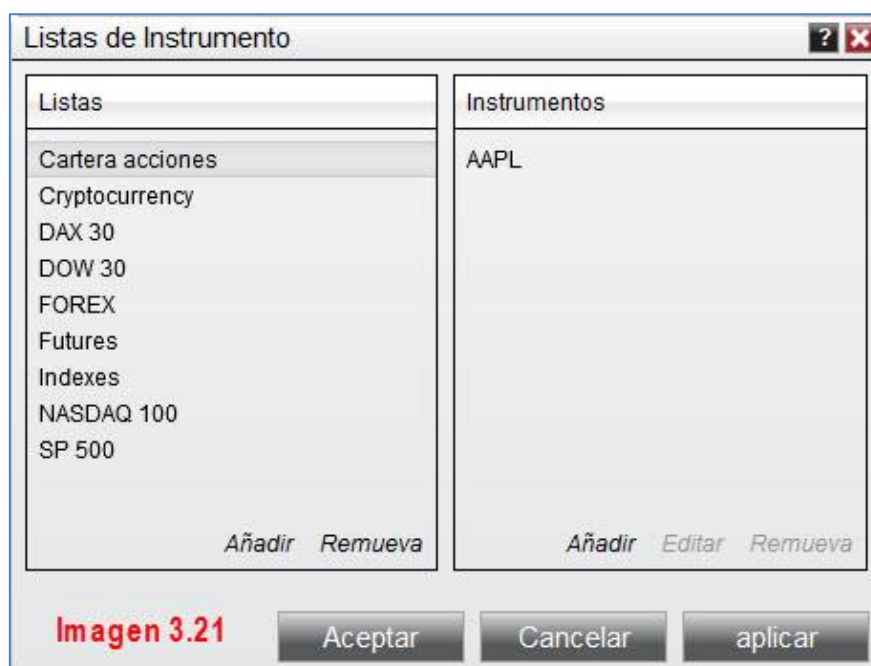 Listas de Instrumento
? X
Listas
Cartera acciones
Cryptocurrency
DAX 30
DOW 30
FOREX
Futures
Indexes
NASDAQ 100
SP 500
Añadir Remueva
Instrumentos
AAPL
Añadir Editar Remueva
Imagen 3.21
Aceptar Cancelar aplicar